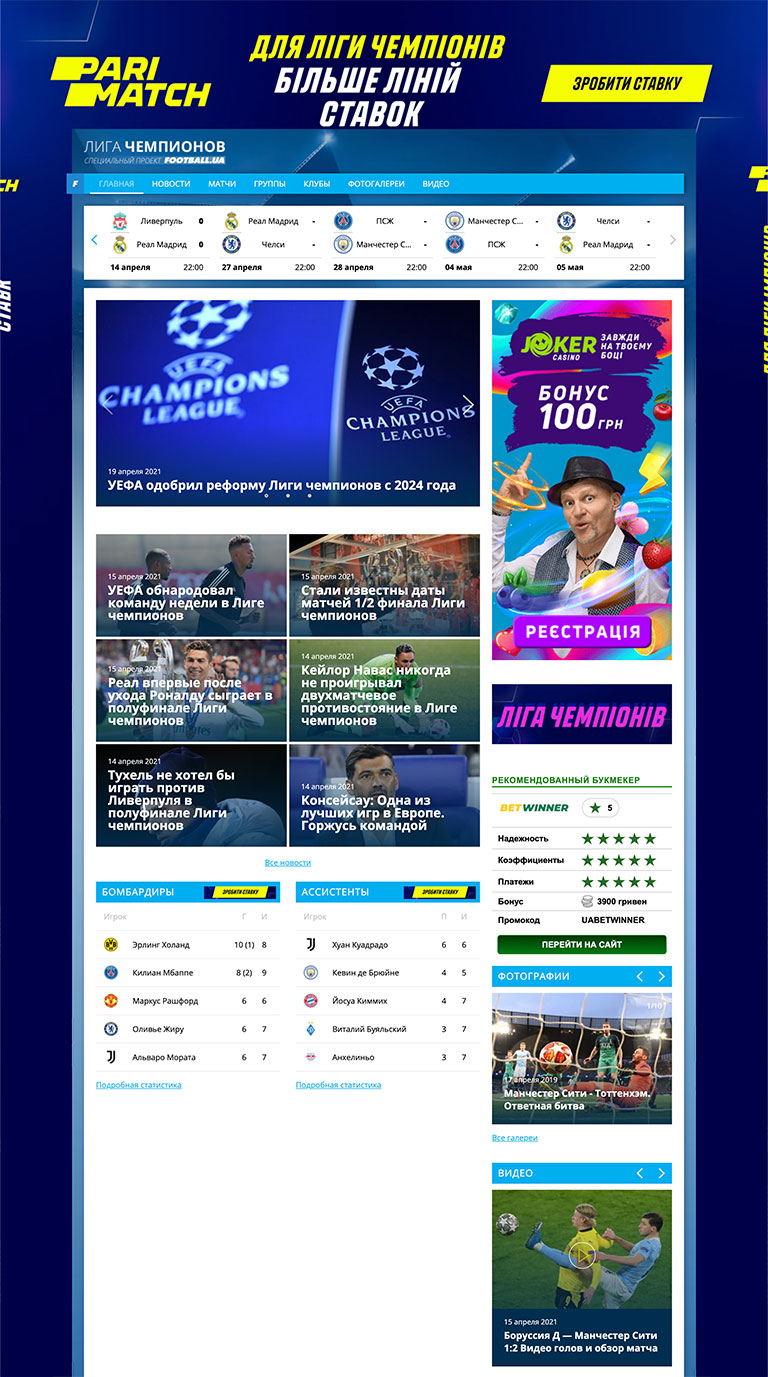 PARI
MATCH
ДЛЯ ЛІГИ ЧЕМПІОНІВ
БІЛЬШЕ ЛІНІЙ
СТАВОК
ЗРОБИТИ СТАВКУ
ЛИГА ЧЕМПИОНОВ
СПЕЦИАЛЬНЫЙ ПРОЕКТ FOOTBALL.UA
F ГЛАВНАЯ НОВОСТИ МАТЧИ ГРУППЫ КЛУБЫ ФОТОГАЛЕРЕИ ВИДЕО
Ливерпуль 0
Реал Мадрид 0
14 апреля 22:00
Реал Мадрид -
Челси -
27 апреля 22:00
ПСЖ -
Манчестер С... -
28 апреля 22:00
Манчестер С... -
ПСЖ -
04 мая 22:00
Челси -
Реал Мадрид -
05 мая 22:00
UEFA
CHAMPIONS
LEAGUE
UEFA
CHAMPIONS
LEAGUE
19 апреля 2021
УЕФА одобрил реформу Лиги чемпионов с 2024 года
15 апреля 2021
УЕФА обнародовал
команду недели в Лиге
чемпионов
15 апреля 2021
Стали известны даты
матчей 1/2 финала Лиги
чемпионов
15 апреля 2021
Реал впервые после
ухода Роналду сыграет в
полуфинале Лиги
чемпионов
14 апреля 2021
Кейлор Навас никогда
не проигрывал
двухматчевое
противостояние в Лиге
чемпионов
14 апреля 2021
Тухель не хотел бы
играть против
Ливерпуля в
полуфинале Лиги
чемпионов
14 апреля 2021
Консейсау: Одна из
лучших игр в Европе.
Горжусь командой
Все новости
БОМБАРДИРЫ ЗРОБИТИ СТАВКУ
Игрок Г И
Эрлинг Холанд 10 (1) 8
Килиан Мбаппе 8 (2) 9
Маркус Рашфорд 6 6
Оливье Жиру 6 7
Альваро Мората 6 7
Подробная статистика
АССИСТЕНТЫ ЗРОБИТИ СТАВКУ
Игрок П И
Хуан Куадрадо 6 6
Кевин де Брюйне 4 5
Йосуа Киммих 4 7
Виталий Буяльский 3 7
Анхелиньо 3 7
Подробная статистика
JOKER
CASINO
ЗАВЖДИ
НА ТВОЄМУ
БОЦІ
БОНУС
100 ГРН
РЕЄСТРАЦІЯ
ЛІГА ЧЕМПІОНІВ
РЕКОМЕНДОВАННЫЙ БУКМЕКЕР
BETWINNER 5
Надежность
Коэффициенты
Платежи
Бонус 3900 гривен
Промокод UABETWINNER
ПЕРЕЙТИ НА САЙТ
ФОТОГРАФИИ
1/10
17 апреля 2019
Манчестер Сити - Тоттенхэм.
Ответная битва
Все галереи
ВИДЕО
15 апреля 2021
Боруссия Д — Манчестер Сити
1:2 Видео голов и обзор матча